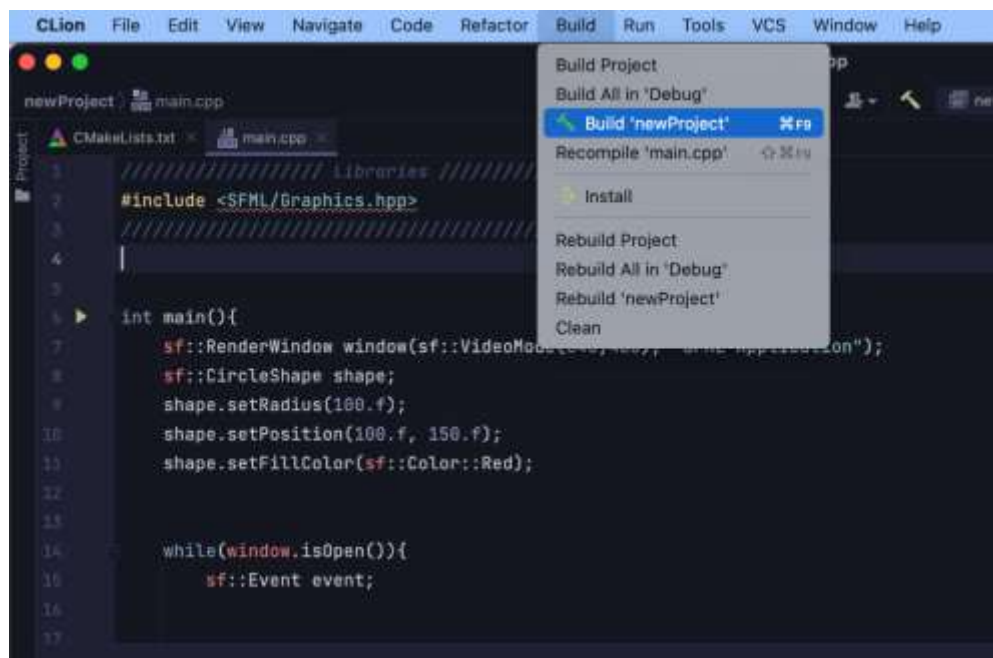 CLion File Edit View Navigate Code Refactor Build Run Tools VCS Window Help
newProject main.cpp
CMakeLists.txt main.cpp
Project
Build Project
Build All in 'Debug'
Build 'newProject' ⌘F9
Recompile 'main.cpp' ⇧⌘F9
Install
Rebuild Project
Rebuild All in 'Debug'
Rebuild 'newProject'
Clean
1 /////////////////// Libraries /////////
2 #include <SFML/Graphics.hpp>
3 ///////////////////////////////////////
4
5
6 int main(){
7 sf::RenderWindow window(sf::VideoMod
8 sf::CircleShape shape;
9 shape.setRadius(100.f);
10 shape.setPosition(100.f, 150.f);
11 shape.setFillColor(sf::Color::Red);
12
13
14 while(window.isOpen()){
15 sf::Event event;
16
17